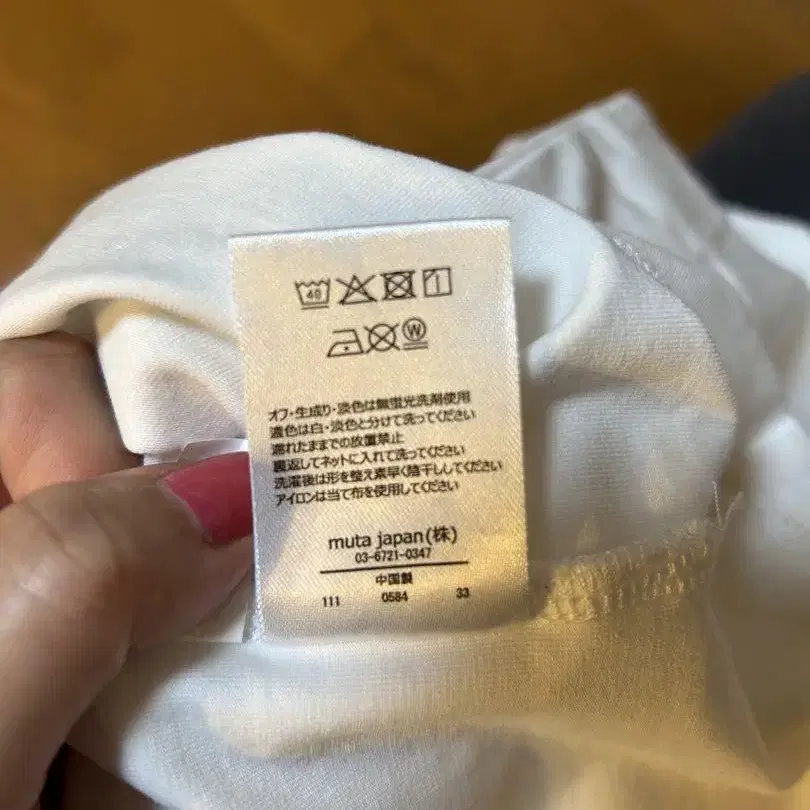 40
W
オフ・生成り・淡色は無蛍光洗剤使用
濃色は白・淡色と分けて洗ってください
濡れたままでの放置禁止
裏返してネットに入れて洗ってください
洗濯後は形を整え素早く陰干ししてください
アイロンは当て布を使用してください
muta japan(株)
03-6721-0347
中国製
111 0584 33